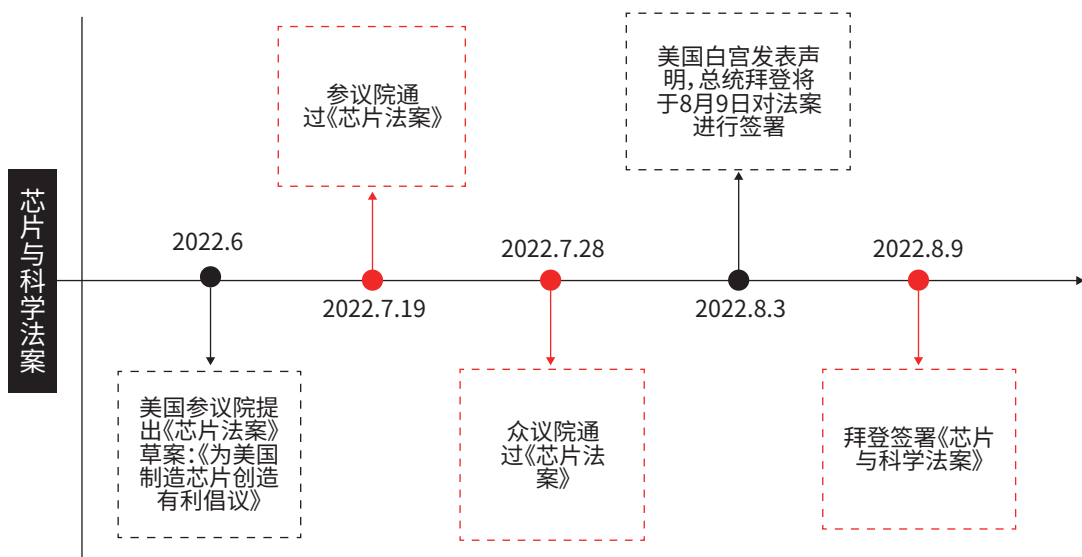 芯片与科学法案
参议院通
过《芯片法案》
美国白宫发表声
明,总统拜登将
于8月9日对法案
进行签署
2022.6
2022.7.28
2022.8.9
2022.7.19
2022.8.3
美国参议院提
出《芯片法案》
草案:《为美国
制造芯片创造
有利倡议》
众议院通
过《芯片法
案》
拜登签署《芯片
与科学法案》